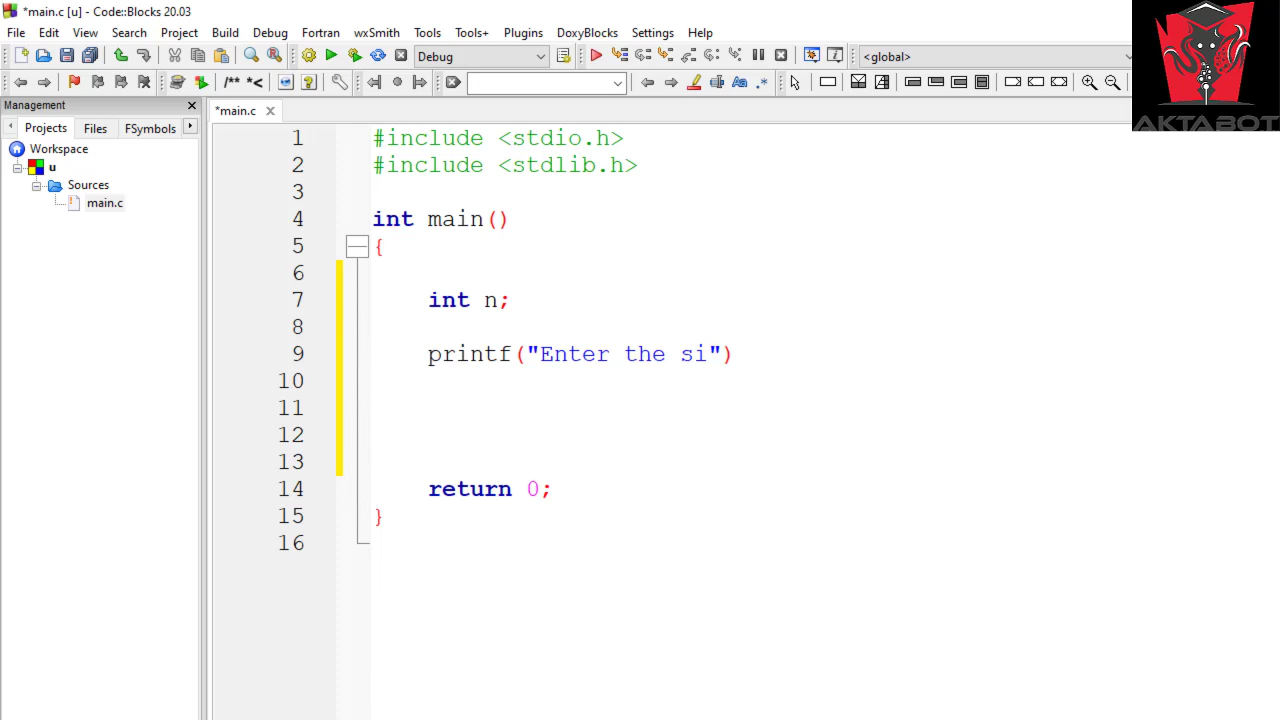 *main.c [u] - Code::Blocks 20.03
File Edit View Search Project Build Debug Fortran wxSmith Tools Tools+ Plugins DoxyBlocks Settings Help
Debug <global>
/** *<
Management
*main.c
Projects Files FSymbols
Workspace
u
Sources
main.c
1 #include <stdio.h>
2 #include <stdlib.h>
3
4 int main()
5 {
6
7 int n;
8
9 printf("Enter the si")
10
11
12
13
14 return 0;
15 }
16
AKTABOT